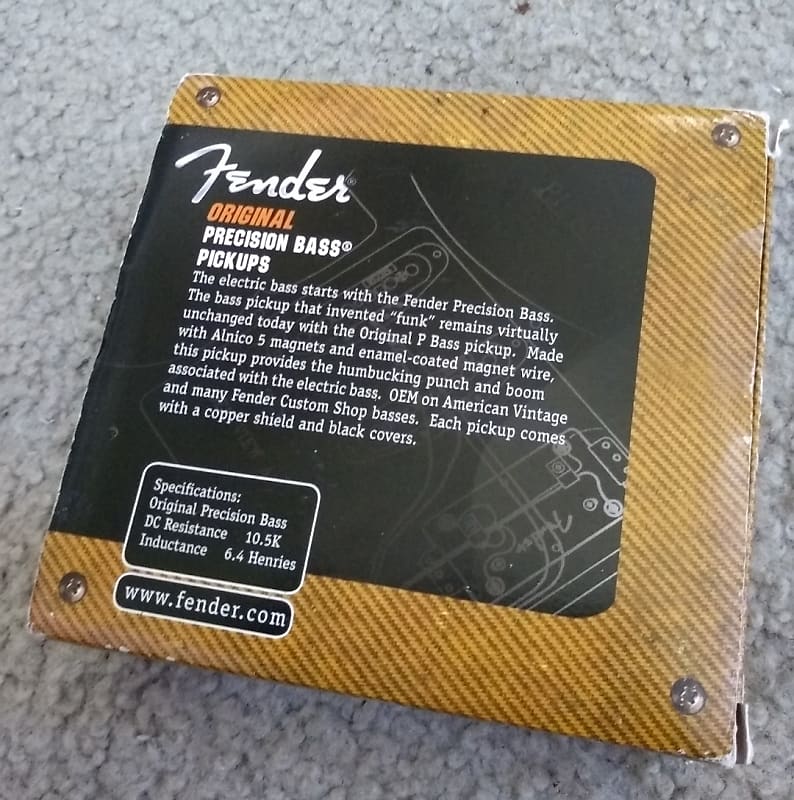 Fender®
ORIGINAL
PRECISION BASS®
PICKUPS
The electric bass starts with the Fender Precision Bass.
The bass pickup that invented "funk" remains virtually
unchanged today with the Original P Bass pickup. Made
with Alnico 5 magnets and enamel-coated magnet wire,
this pickup provides the humbucking punch and boom
associated with the electric bass. OEM on American Vintage
and many Fender Custom Shop basses. Each pickup comes
with a copper shield and black covers.
Specifications:
Original Precision Bass
DC Resistance 10.5K
Inductance 6.4 Henries
www.fender.com